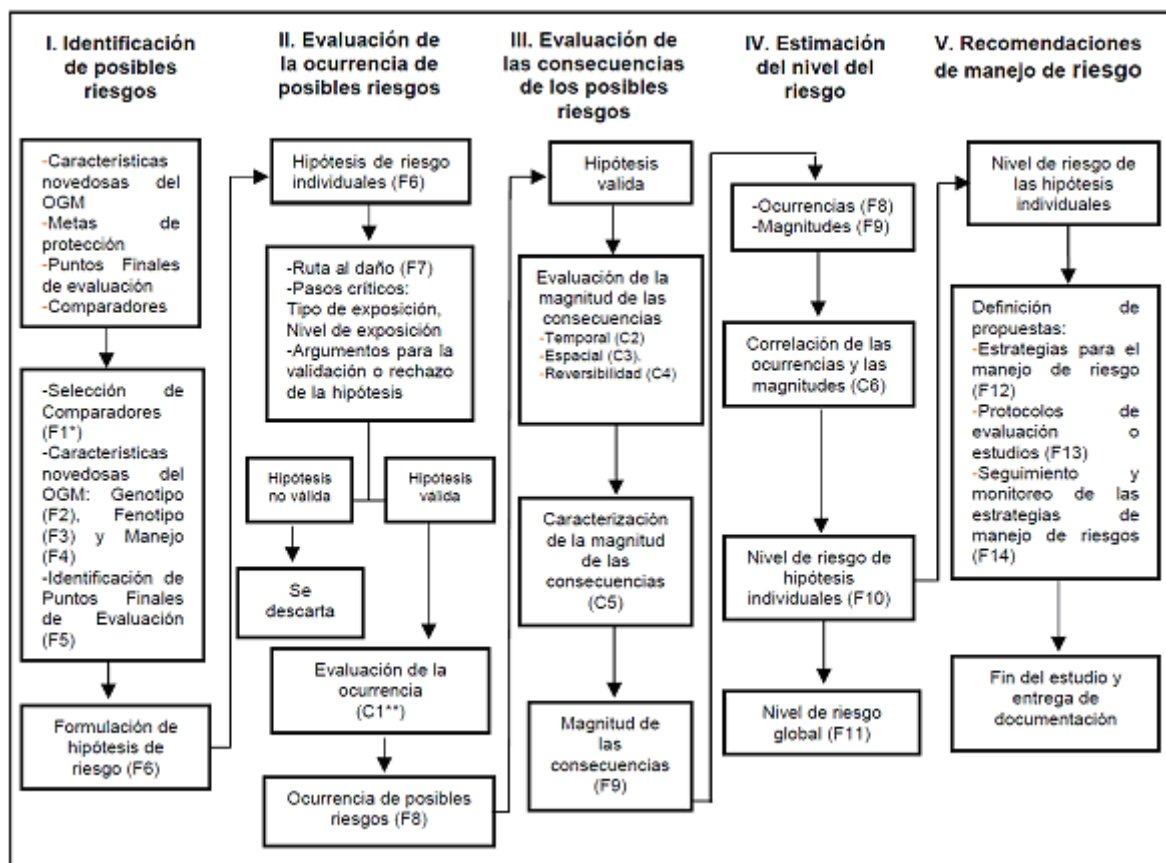 I. Identificación
de posibles
riesgos
-Características
novedosas del
OGM
-Metas de
protección
-Puntos Finales
de evaluación
-Comparadores
-Selección de
Comparadores
(F1*)
-Características
novedosas del
OGM: Genotipo
(F2), Fenotipo
(F3) y Manejo
(F4)
-Identificación de
Puntos Finales
de Evaluación
(F5)
Formulación de
hipótesis de
riesgo (F6)
II. Evaluación de
la ocurrencia de
posibles riesgos
Hipótesis de riesgo
individuales (F6)
-Ruta al daño (F7)
-Pasos críticos:
Tipo de exposición,
Nivel de exposición
-Argumentos para la
validación o rechazo
de la hipótesis
Hipótesis
no válida
Hipótesis
válida
Se
descarta
Evaluación de la
ocurrencia
(C1**)
Ocurrencia de posibles
riesgos (F8)
III. Evaluación de
las consecuencias
de los posibles
riesgos
Hipótesis
valida
Evaluación de la
magnitud de las
consecuencias
-Temporal (C2)
-Espacial (C3).
-Reversibilidad (C4)
Caracterización
de la magnitud
de las
consecuencias
(C5)
Magnitud de
las
consecuencias
(F9)
IV. Estimación
del nivel del
riesgo
-Ocurrencias (F8)
-Magnitudes (F9)
Correlación de las
ocurrencias y las
magnitudes (C6)
Nivel de riesgo de
hipótesis
individuales (F10)
Nivel de riesgo
global (F11)
V. Recomendaciones
de manejo de riesgo
Nivel de riesgo de
las hipótesis
individuales
Definición de
propuestas:
-Estrategias para el
manejo de riesgo
(F12)
-Protocolos de
evaluación o
estudios (F13)
-Seguimiento y
monitoreo de las
estrategias de
manejo de riesgos
(F14)
Fin del estudio y
entrega de
documentación